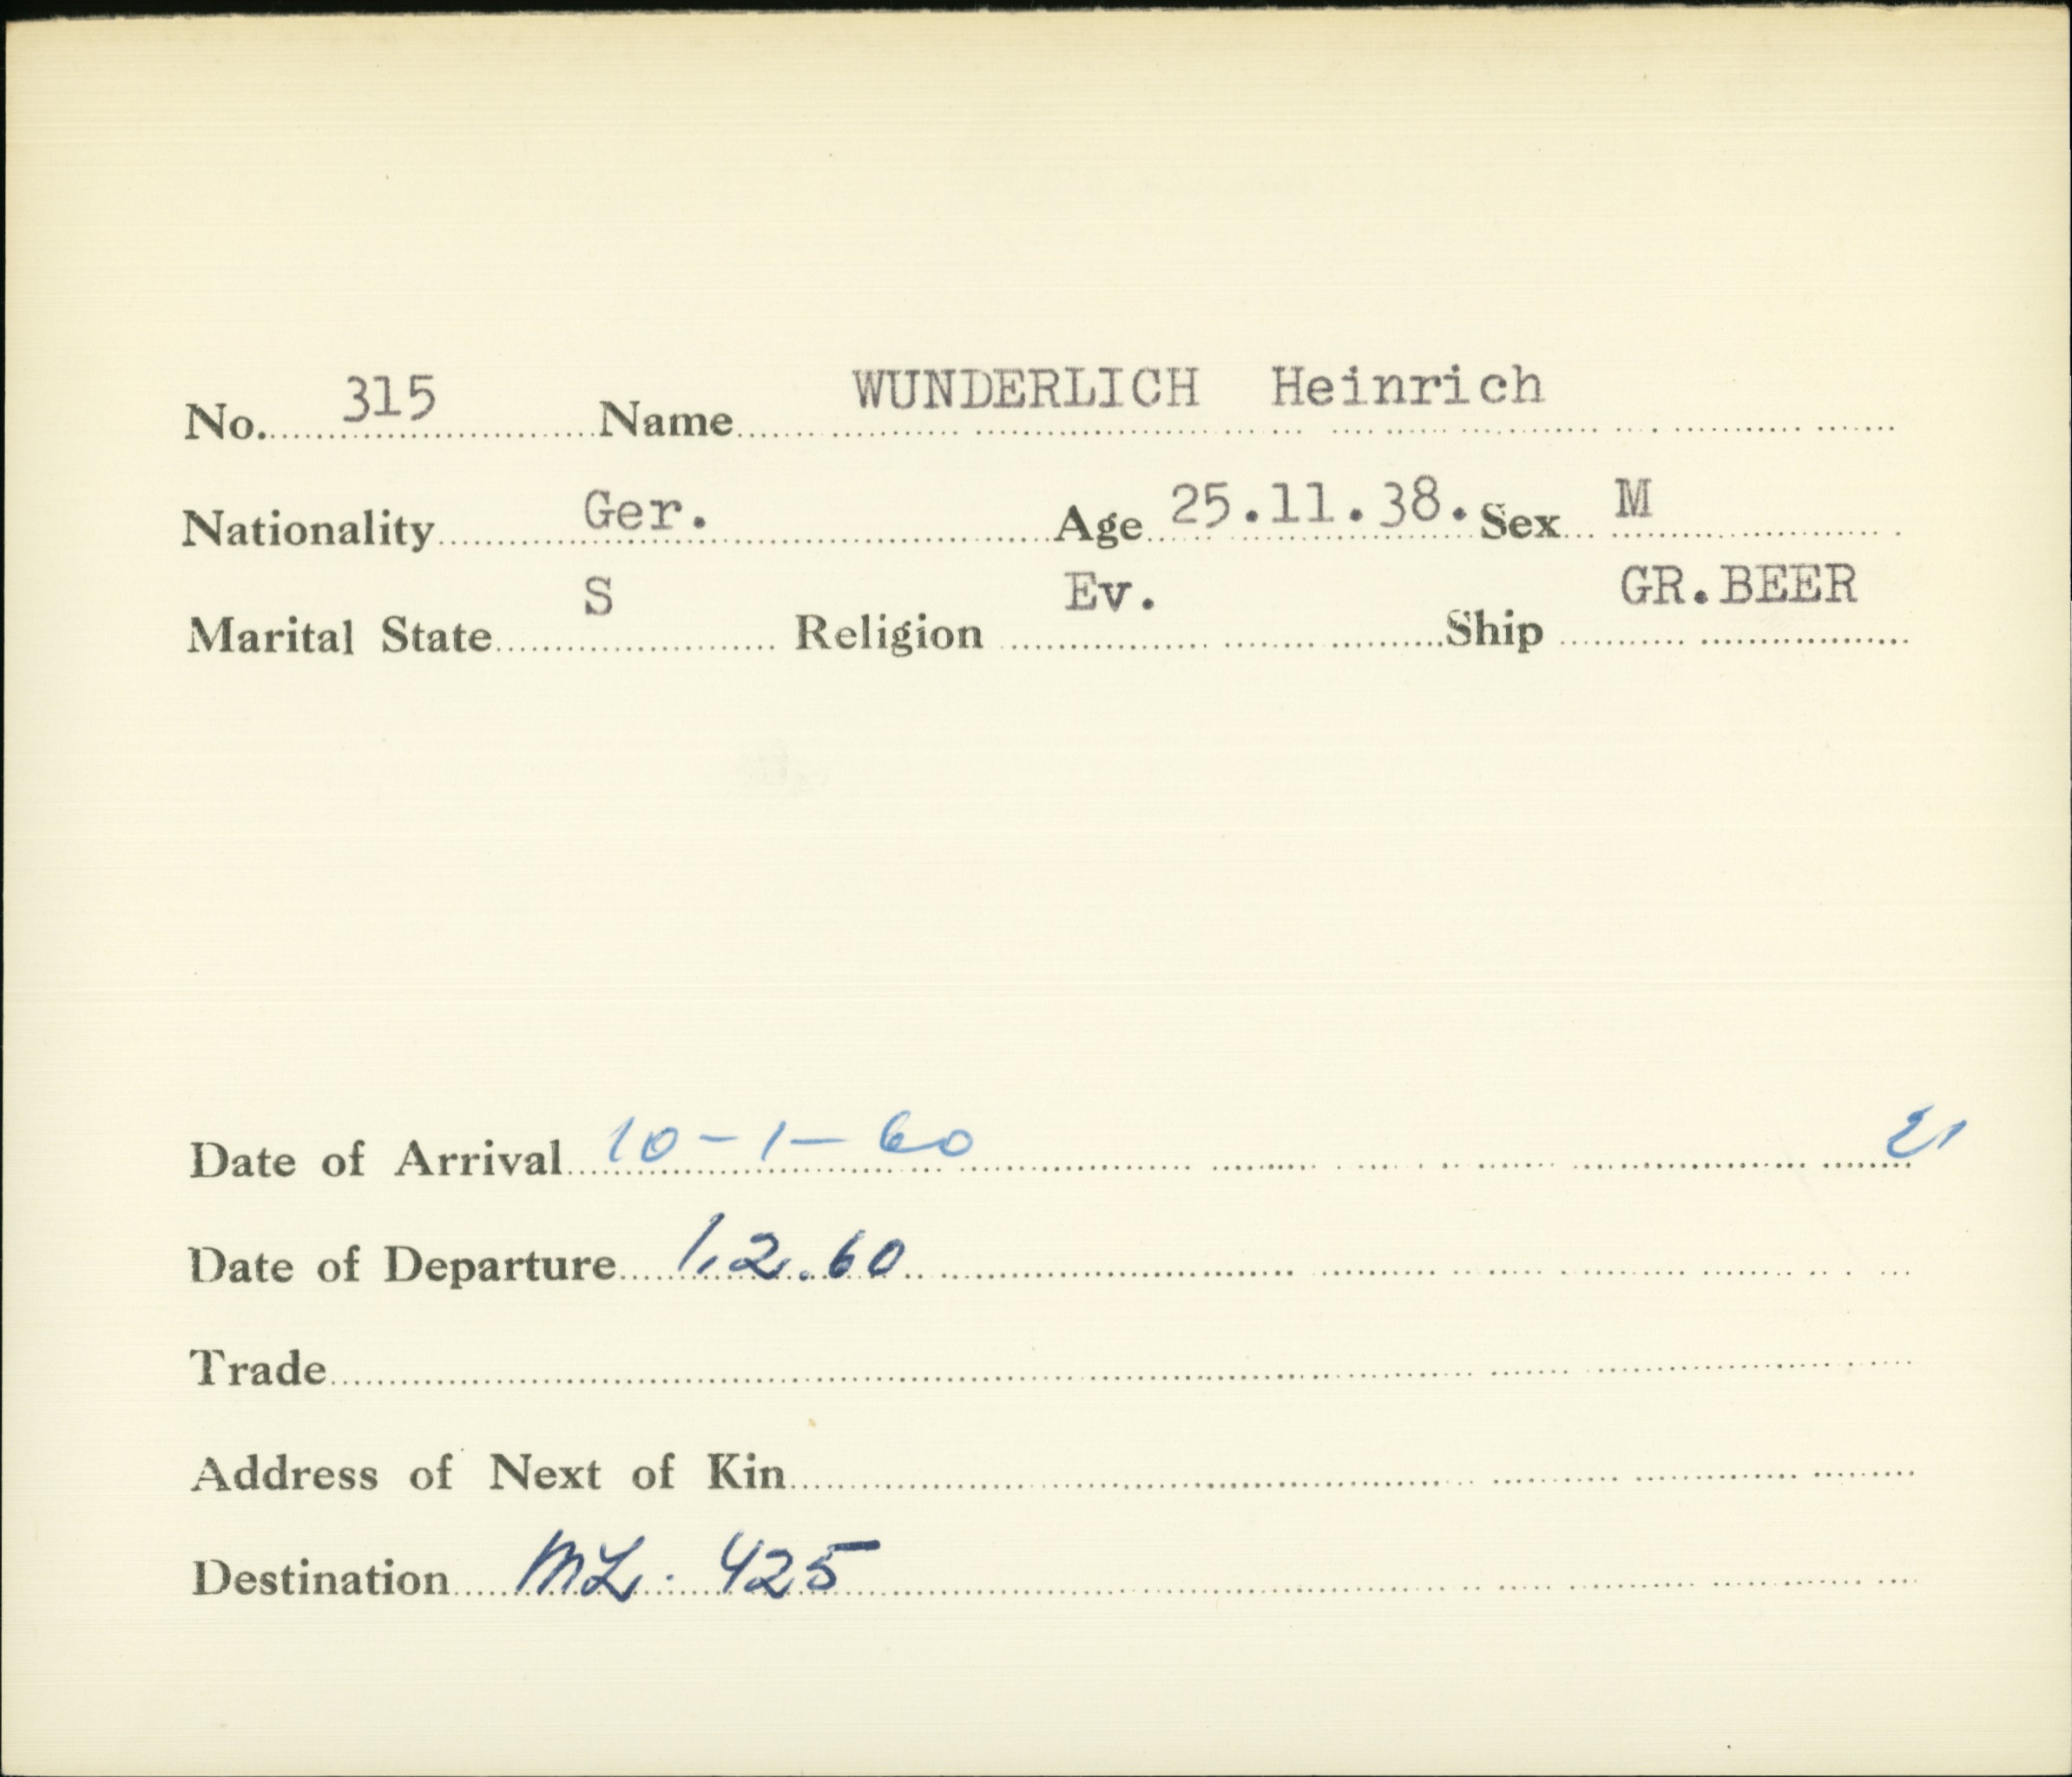 No. 315 Name WUNDERLICH Heinrich
Nationality Ger. Age 25.11.38. Sex M
Marital State S Religion Ev. Ship GR.BEER
Date of Arrival 10-1-60 21
Date of Departure 1.2.60
Trade
Address of Next of Kin
Destination ML. 425